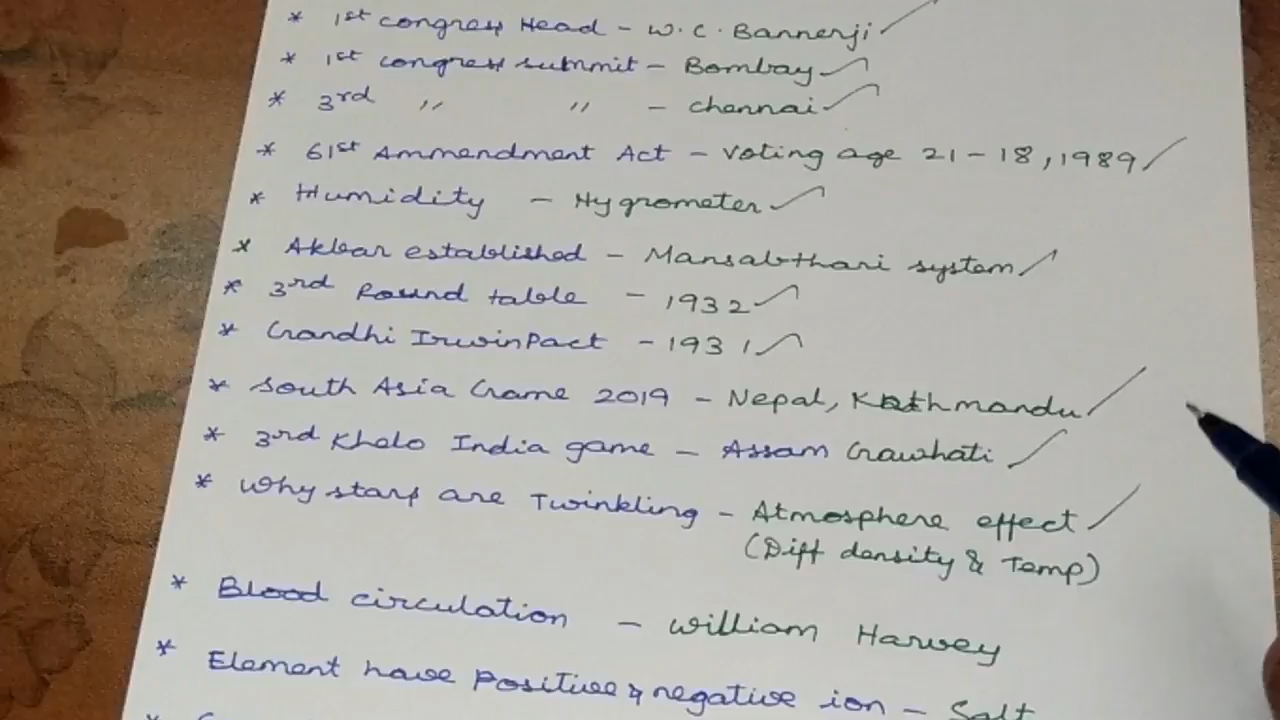 * 1st congress Head - W.C. Bannerji
* 1st congress summit - Bombay
* 3rd " " - chennai
* 61st Ammendment Act - Voting age 21-18, 1989
* Humidity - Hygrometer
* Akbar established - Mansabthari system
* 3rd Round table - 1932
* Gandhi Irwin Pact - 1931
* South Asia Game 2019 - Nepal, Kathmandu
* 3rd Khelo India game - Assam Gawhati
* Why stars are Twinkling - Atmosphere effect
(Diff density & Temp)
* Blood circulation - William Harvey
* Element have Positive & negative ion - Salt